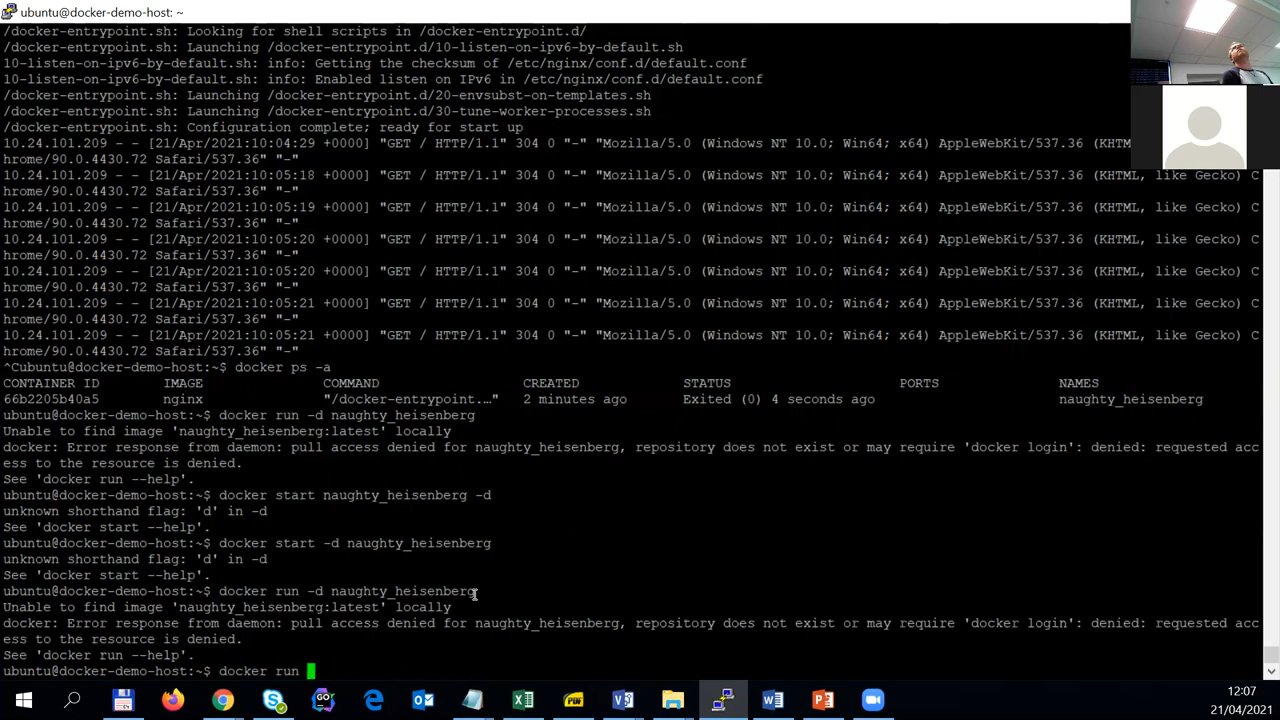 ubuntu@docker-demo-host: ~
/docker-entrypoint.sh: Looking for shell scripts in /docker-entrypoint.d/
/docker-entrypoint.sh: Launching /docker-entrypoint.d/10-listen-on-ipv6-by-default.sh
10-listen-on-ipv6-by-default.sh: info: Getting the checksum of /etc/nginx/conf.d/default.conf
10-listen-on-ipv6-by-default.sh: info: Enabled listen on IPv6 in /etc/nginx/conf.d/default.conf
/docker-entrypoint.sh: Launching /docker-entrypoint.d/20-envsubst-on-templates.sh
/docker-entrypoint.sh: Launching /docker-entrypoint.d/30-tune-worker-processes.sh
/docker-entrypoint.sh: Configuration complete; ready for start up
10.24.101.209 - - [21/Apr/2021:10:04:29 +0000] "GET / HTTP/1.1" 304 0 "-" "Mozilla/5.0 (Windows NT 10.0; Win64; x64) AppleWebKit/537.36 (KHTM
hrome/90.0.4430.72 Safari/537.36" "-"
10.24.101.209 - - [21/Apr/2021:10:05:18 +0000] "GET / HTTP/1.1" 304 0 "-" "Mozilla/5.0 (Windows NT 10.0; Win64; x64) AppleWebKit/537.36 (KHTML, like Gecko) C
hrome/90.0.4430.72 Safari/537.36" "-"
10.24.101.209 - - [21/Apr/2021:10:05:19 +0000] "GET / HTTP/1.1" 304 0 "-" "Mozilla/5.0 (Windows NT 10.0; Win64; x64) AppleWebKit/537.36 (KHTML, like Gecko) C
hrome/90.0.4430.72 Safari/537.36" "-"
10.24.101.209 - - [21/Apr/2021:10:05:20 +0000] "GET / HTTP/1.1" 304 0 "-" "Mozilla/5.0 (Windows NT 10.0; Win64; x64) AppleWebKit/537.36 (KHTML, like Gecko) C
hrome/90.0.4430.72 Safari/537.36" "-"
10.24.101.209 - - [21/Apr/2021:10:05:20 +0000] "GET / HTTP/1.1" 304 0 "-" "Mozilla/5.0 (Windows NT 10.0; Win64; x64) AppleWebKit/537.36 (KHTML, like Gecko) C
hrome/90.0.4430.72 Safari/537.36" "-"
10.24.101.209 - - [21/Apr/2021:10:05:21 +0000] "GET / HTTP/1.1" 304 0 "-" "Mozilla/5.0 (Windows NT 10.0; Win64; x64) AppleWebKit/537.36 (KHTML, like Gecko) C
hrome/90.0.4430.72 Safari/537.36" "-"
10.24.101.209 - - [21/Apr/2021:10:05:21 +0000] "GET / HTTP/1.1" 304 0 "-" "Mozilla/5.0 (Windows NT 10.0; Win64; x64) AppleWebKit/537.36 (KHTML, like Gecko) C
hrome/90.0.4430.72 Safari/537.36" "-"
^Cubuntu@docker-demo-host:~$ docker ps -a
CONTAINER ID IMAGE COMMAND CREATED STATUS PORTS NAMES
66b2205b40a5 nginx "/docker-entrypoint.…" 2 minutes ago Exited (0) 4 seconds ago naughty_heisenberg
ubuntu@docker-demo-host:~$ docker run -d naughty_heisenberg
Unable to find image 'naughty_heisenberg:latest' locally
docker: Error response from daemon: pull access denied for naughty_heisenberg, repository does not exist or may require 'docker login': denied: requested acc
ess to the resource is denied.
See 'docker run --help'.
ubuntu@docker-demo-host:~$ docker start naughty_heisenberg -d
unknown shorthand flag: 'd' in -d
See 'docker start --help'.
ubuntu@docker-demo-host:~$ docker start -d naughty_heisenberg
unknown shorthand flag: 'd' in -d
See 'docker start --help'.
ubuntu@docker-demo-host:~$ docker run -d naughty_heisenberg
Unable to find image 'naughty_heisenberg:latest' locally
docker: Error response from daemon: pull access denied for naughty_heisenberg, repository does not exist or may require 'docker login': denied: requested acc
ess to the resource is denied.
See 'docker run --help'.
ubuntu@docker-demo-host:~$ docker run
12:07
21/04/2021